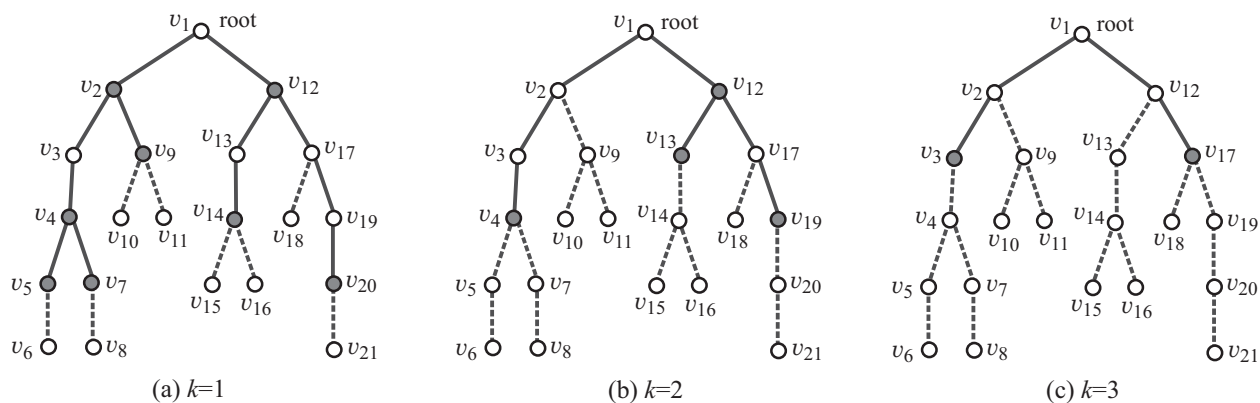 v1 root
v2 v12
v3 v9 v13 v17
v4 v10 v11 v14 v18 v19
v5 v7 v15 v16 v20
v6 v8 v21
(a) k=1
v1 root
v2 v12
v3 v9 v13 v17
v4 v10 v11 v14 v18 v19
v5 v7 v15 v16 v20
v6 v8 v21
(b) k=2
v1 root
v2 v12
v3 v9 v13 v17
v4 v10 v11 v14 v18 v19
v5 v7 v15 v16 v20
v6 v8 v21
(c) k=3